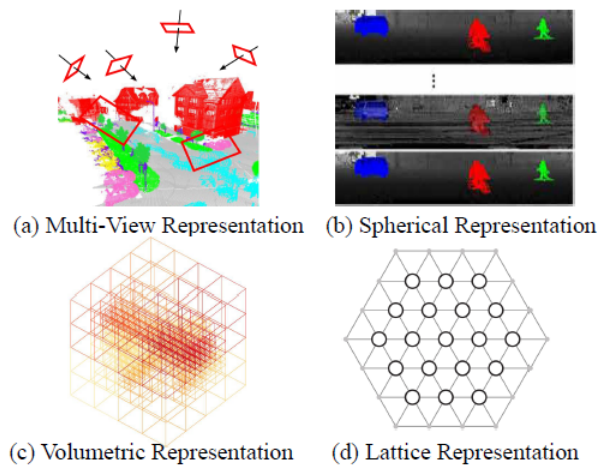 (a) Multi-View Representation
(b) Spherical Representation
(c) Volumetric Representation
(d) Lattice Representation